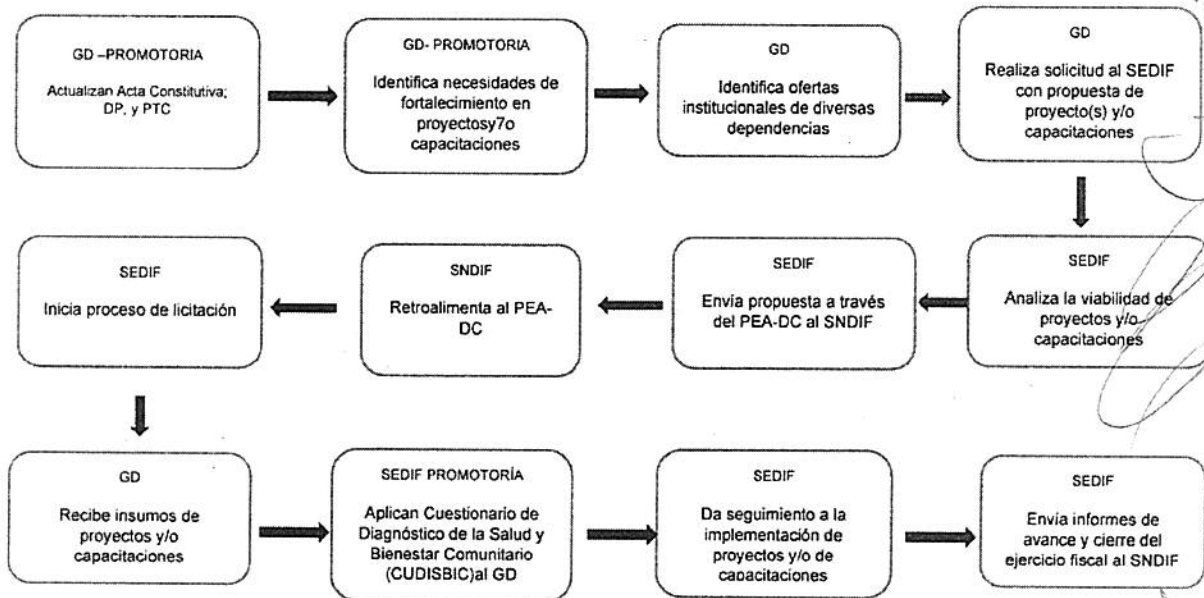 GD –PROMOTORIA
Actualizan Acta Constitutiva;
DP, y PTC
GD- PROMOTORIA
Identifica necesidades de
fortalecimiento en
proyectosy7o
capacitaciones
GD
Identifica ofertas
institucionales de diversas
dependencias
GD
Realiza solicitud al SEDIF
con propuesta de
proyecto(s) y/o
capacitaciones
SEDIF
Analiza la viabilidad de
proyectos y/o
capacitaciones
SEDIF
Envía propuesta a través
del PEA-DC al SNDIF
SNDIF
Retroalimenta al PEA-
DC
SEDIF
Inicia proceso de licitación
GD
Recibe insumos de
proyectos y/o
capacitaciones
SEDIF PROMOTORÍA
Aplican Cuestionario de
Diagnóstico de la Salud y
Bienestar Comunitario
(CUDISBIC)al GD
SEDIF
Da seguimiento a la
implementación de
proyectos y/o de
capacitaciones
SEDIF
Envía informes de
avance y cierre del
ejercicio fiscal al SNDIF